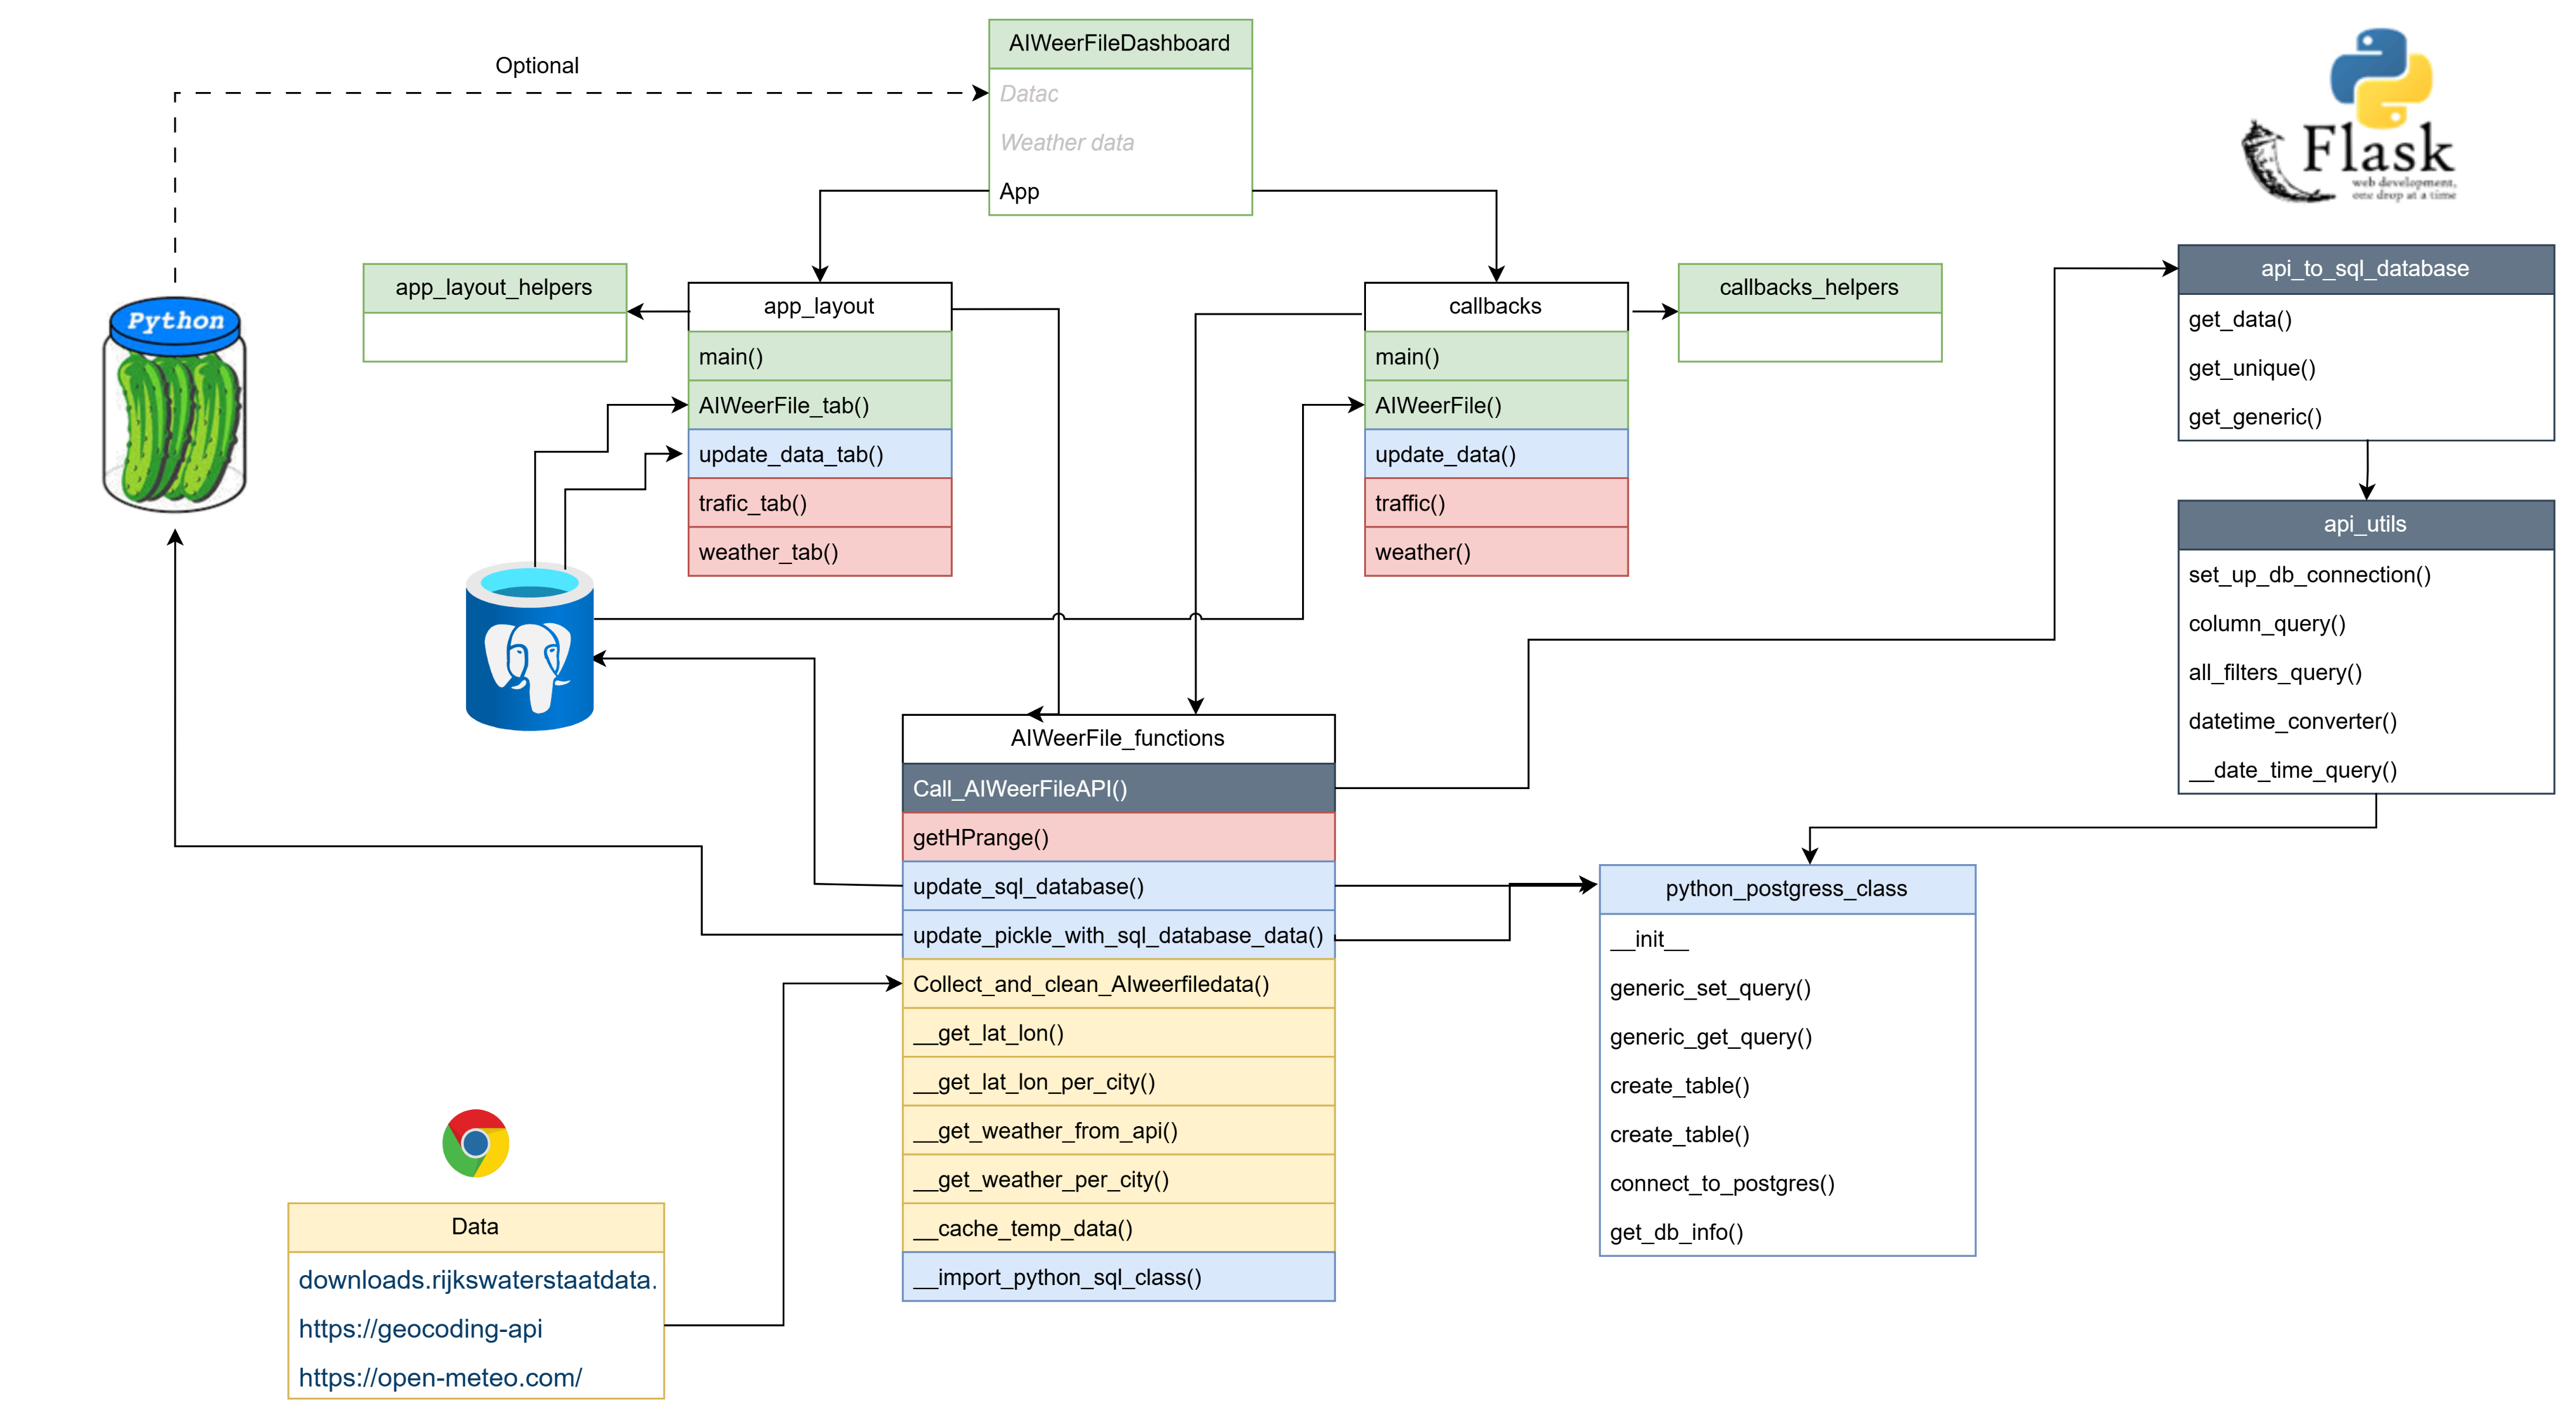 AIWeerFileDashboard
Datac
Weather data
App
Optional
Flask
web development,
one drop at a time
Python
app_layout_helpers
app_layout
main()
AIWeerFile_tab()
update_data_tab()
trafic_tab()
weather_tab()
callbacks
main()
AIWeerFile()
update_data()
traffic()
weather()
callbacks_helpers
api_to_sql_database
get_data()
get_unique()
get_generic()
api_utils
set_up_db_connection()
column_query()
all_filters_query()
datetime_converter()
__date_time_query()
AIWeerFile_functions
Call_AIWeerFileAPI()
getHPrange()
update_sql_database()
update_pickle_with_sql_database_data()
Collect_and_clean_AIweerfiledata()
__get_lat_lon()
__get_lat_lon_per_city()
__get_weather_from_api()
__get_weather_per_city()
__cache_temp_data()
__import_python_sql_class()
python_postgress_class
__init__
generic_set_query()
generic_get_query()
create_table()
create_table()
connect_to_postgres()
get_db_info()
Data
downloads.rijkswaterstaatdata.
https://geocoding-api
https://open-meteo.com/